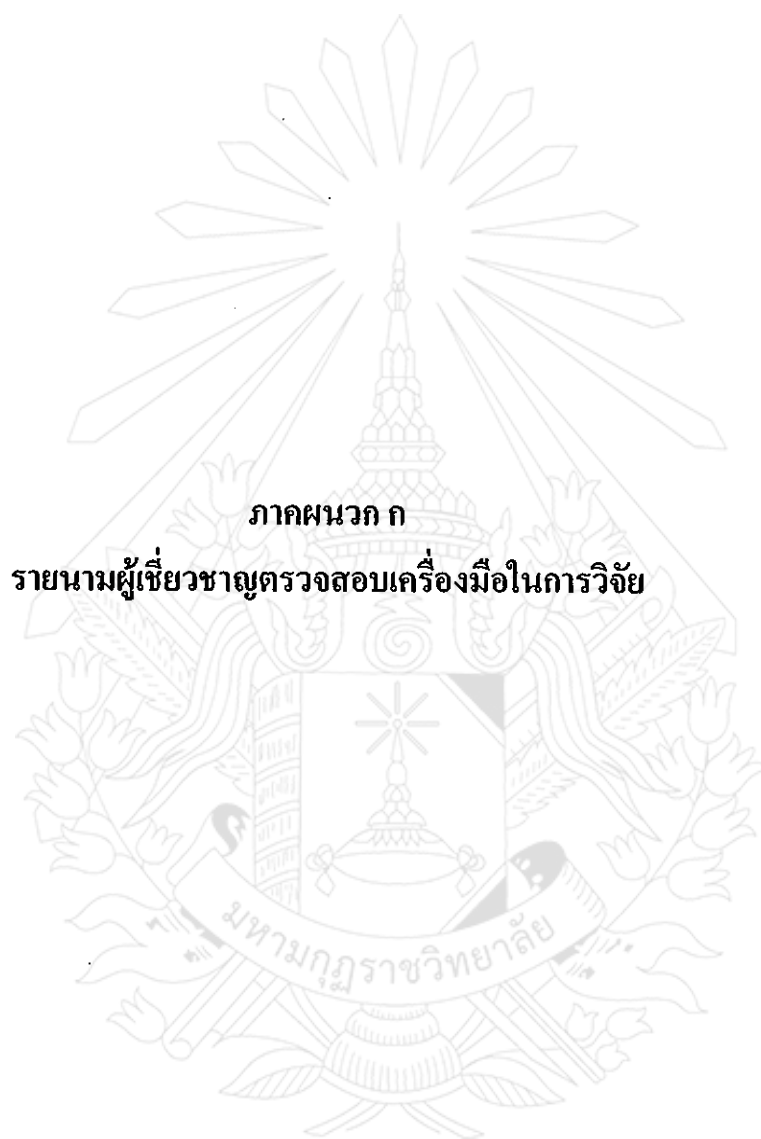 ภาคผนวก ก
รายนามผู้เชี่ยวชาญตรวจสอบเครื่องมือในการวิจัย
มหามกุฏราชวิทยาลัย